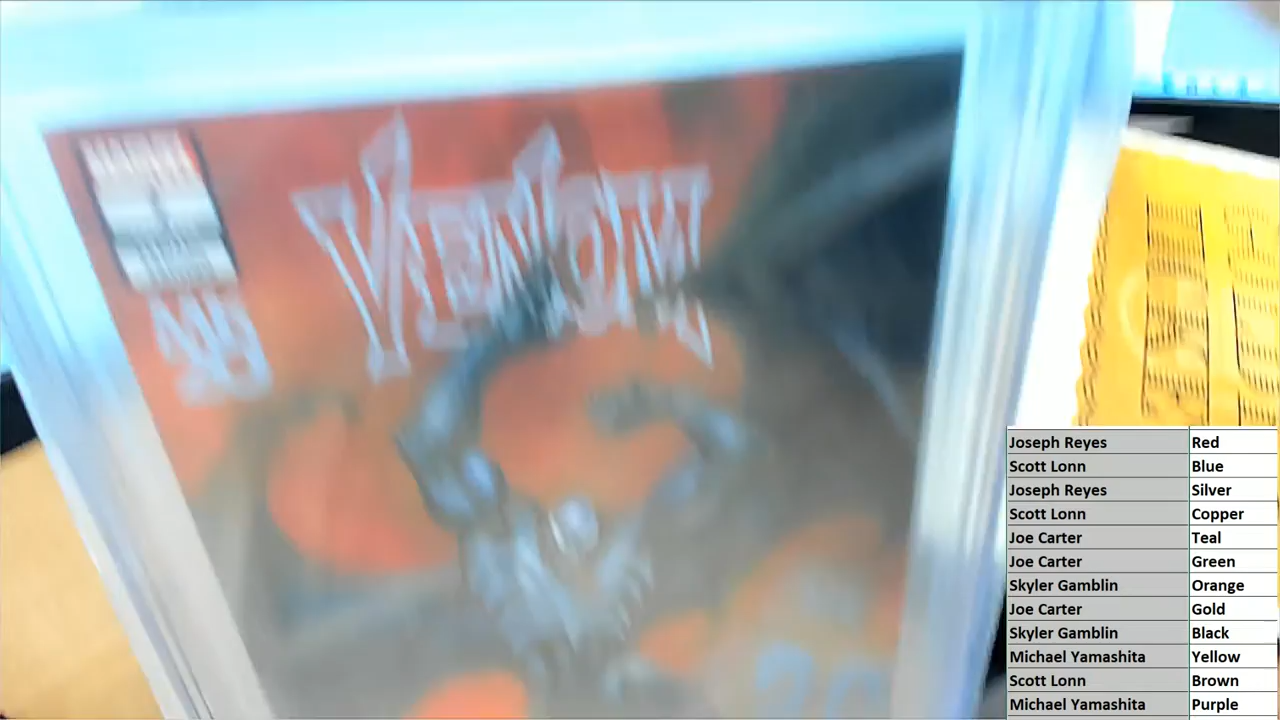 MARVEL
VENOM
Joseph Reyes Red
Scott Lonn Blue
Joseph Reyes Silver
Scott Lonn Copper
Joe Carter Teal
Joe Carter Green
Skyler Gamblin Orange
Joe Carter Gold
Skyler Gamblin Black
Michael Yamashita Yellow
Scott Lonn Brown
Michael Yamashita Purple